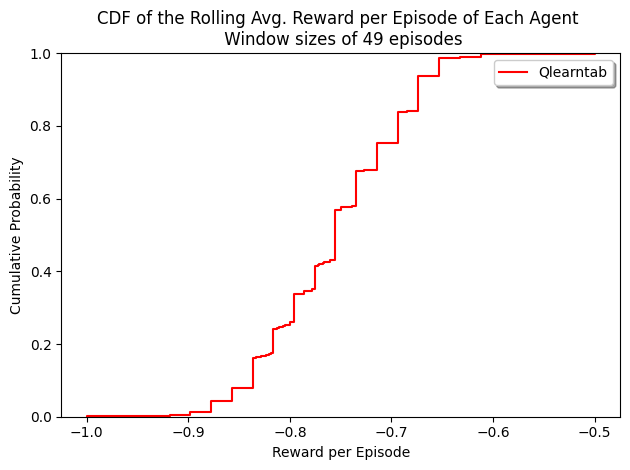 CDF of the Rolling Avg. Reward per Episode of Each Agent
Window sizes of 49 episodes
Qlearntab
1.0
0.8
0.6
0.4
0.2
0.0
Cumulative Probability
−1.0 −0.9 −0.8 −0.7 −0.6 −0.5
Reward per Episode